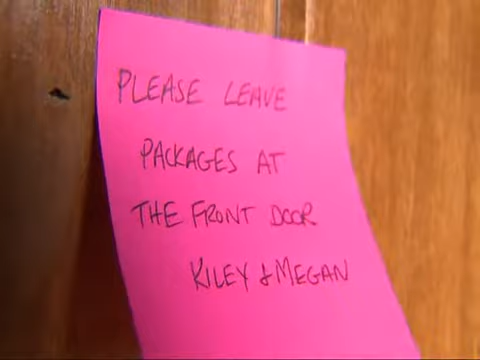 PLEASE LEAVE
PACKAGES AT
THE FRONT DOOR
KILEY & MEGAN